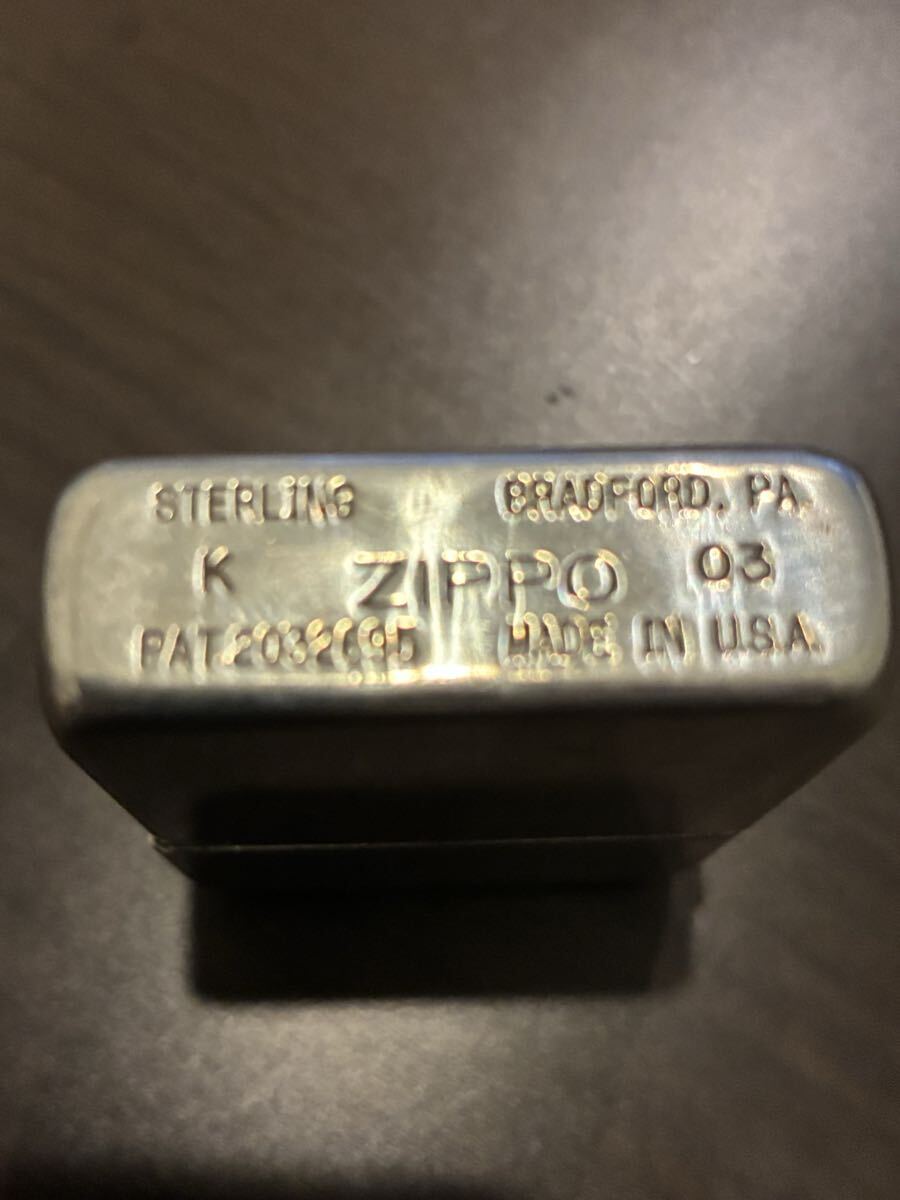 STERLING BRADFORD, PA.
K ZIPPO 03
PAT. 2032695 MADE IN U.S.A.